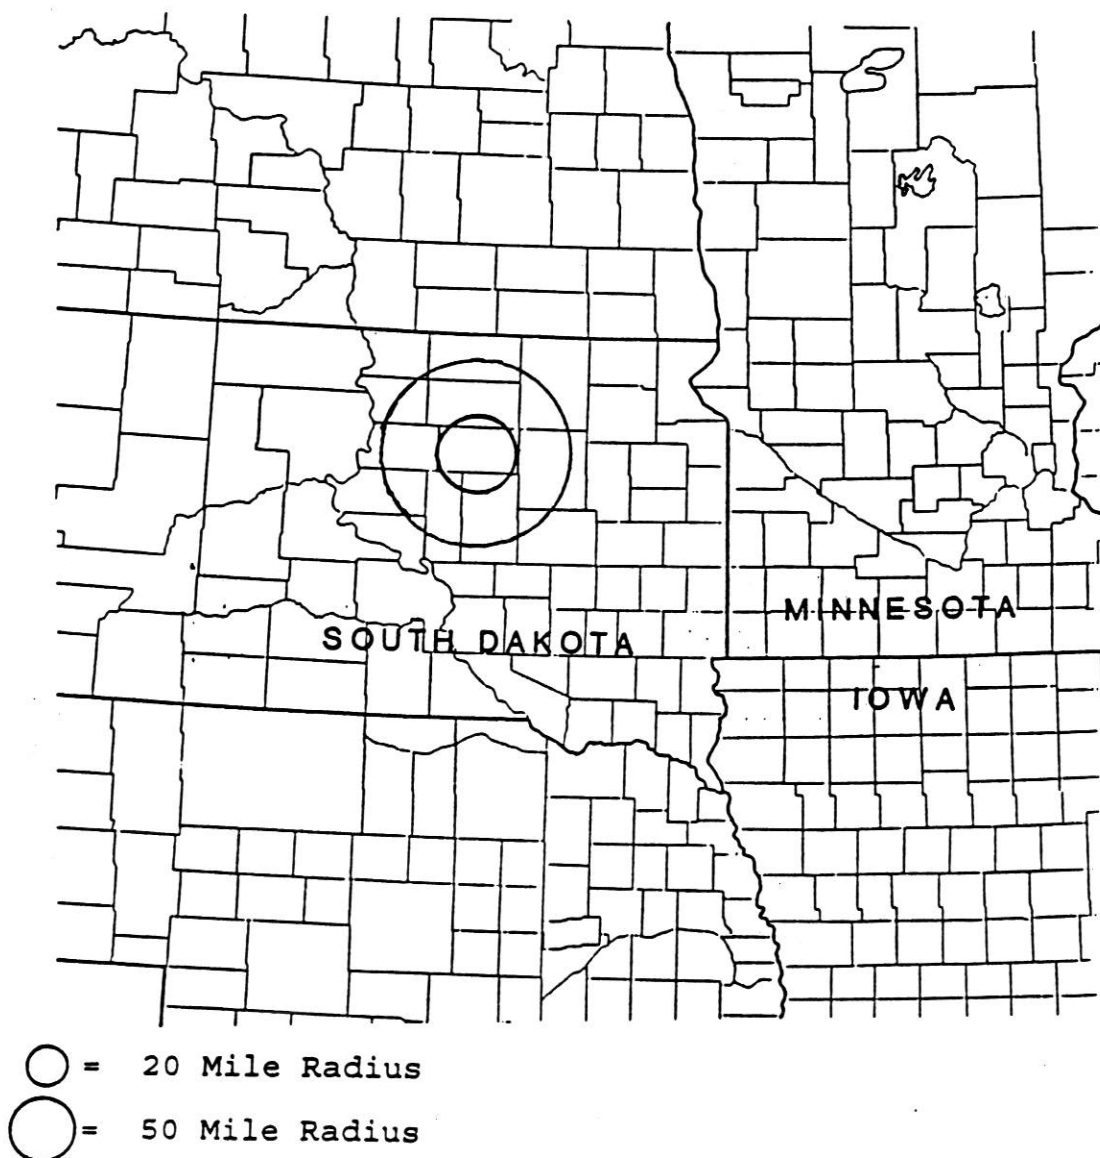 MINNESOTA
SOUTH DAKOTA
IOWA
= 20 Mile Radius
= 50 Mile Radius